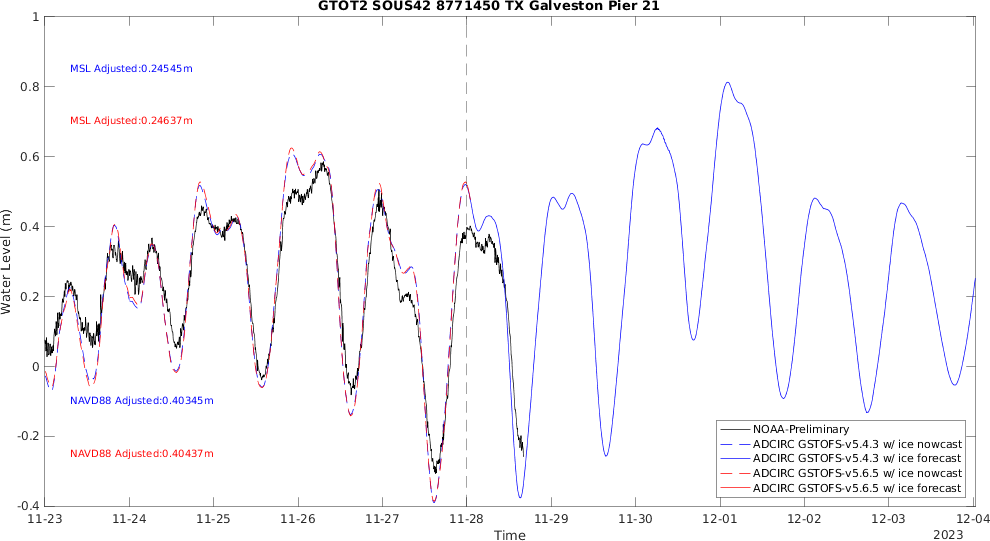 GTOT2 SOUS42 8771450 TX Galveston Pier 21
1
0.8
0.6
0.4
0.2
0
-0.2
-0.4
Water Level (m)
MSL Adjusted:0.24545m
MSL Adjusted:0.24637m
NAVD88 Adjusted:0.40345m
NAVD88 Adjusted:0.40437m
NOAA-Preliminary
ADCIRC GSTOFS-v5.4.3 w/ ice nowcast
ADCIRC GSTOFS-v5.4.3 w/ ice forecast
ADCIRC GSTOFS-v5.6.5 w/ ice nowcast
ADCIRC GSTOFS-v5.6.5 w/ ice forecast
11-23 11-24 11-25 11-26 11-27 11-28 11-29 11-30 12-01 12-02 12-03 12-04
Time
2023